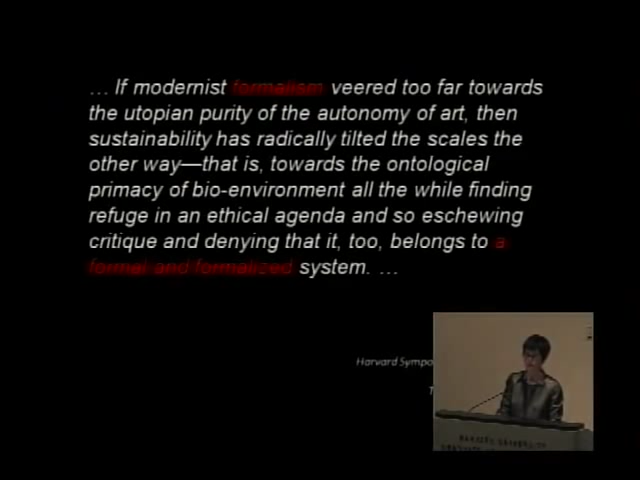 … If modernist formalism veered too far towards
the utopian purity of the autonomy of art, then
sustainability has radically tilted the scales the
other way—that is, towards the ontological
primacy of bio-environment all the while finding
refuge in an ethical agenda and so eschewing
critique and denying that it, too, belongs to a
formal and formalized system. …
Harvard Sympo
HARVARD UNIVERSITY
GRADUATE